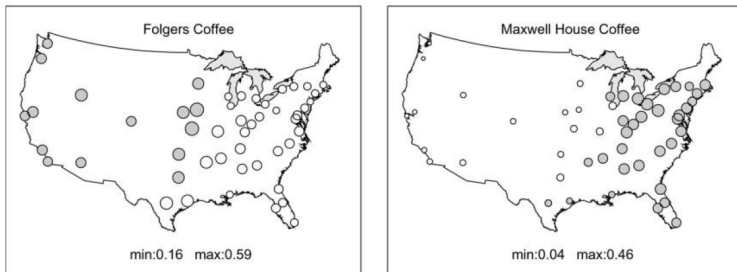 Folgers Coffee
min:0.16 max:0.59
Maxwell House Coffee
min:0.04 max:0.46